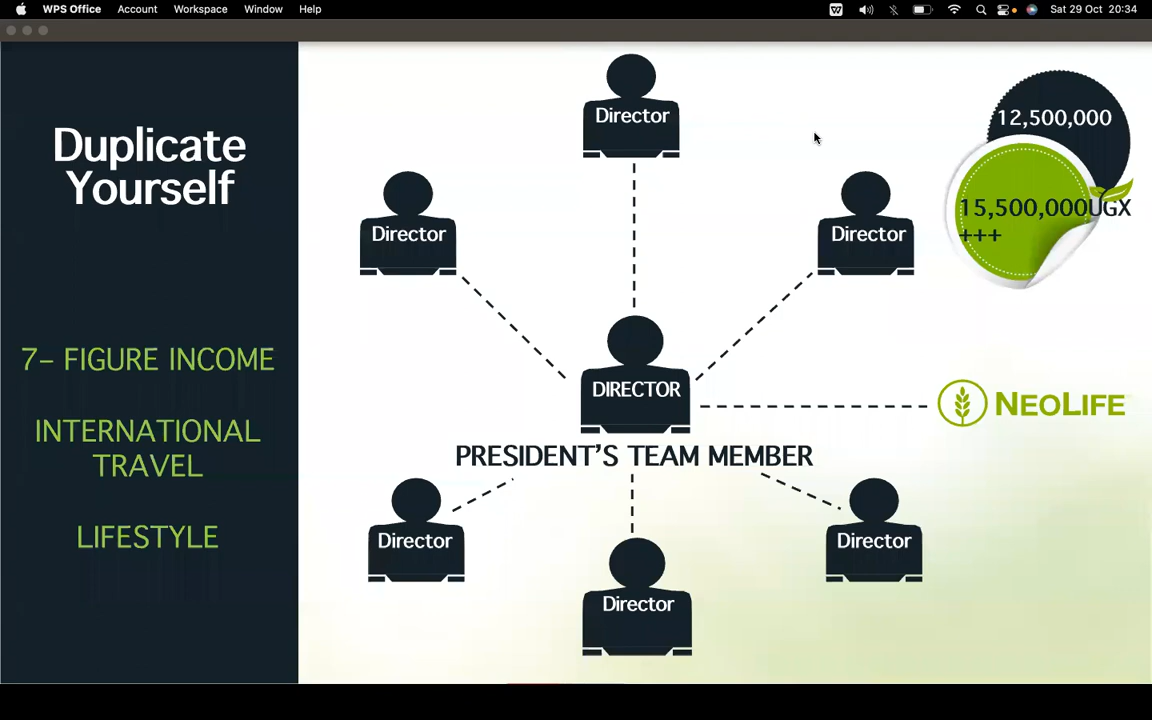 WPS Office Account Workspace Window Help Sat 29 Oct 20:34
Duplicate
Yourself
7– FIGURE INCOME
INTERNATIONAL
TRAVEL
LIFESTYLE
Director
Director
Director
DIRECTOR
PRESIDENT’S TEAM MEMBER
Director
Director
Director
12,500,000
15,500,000UGX
+++
NEOLIFE